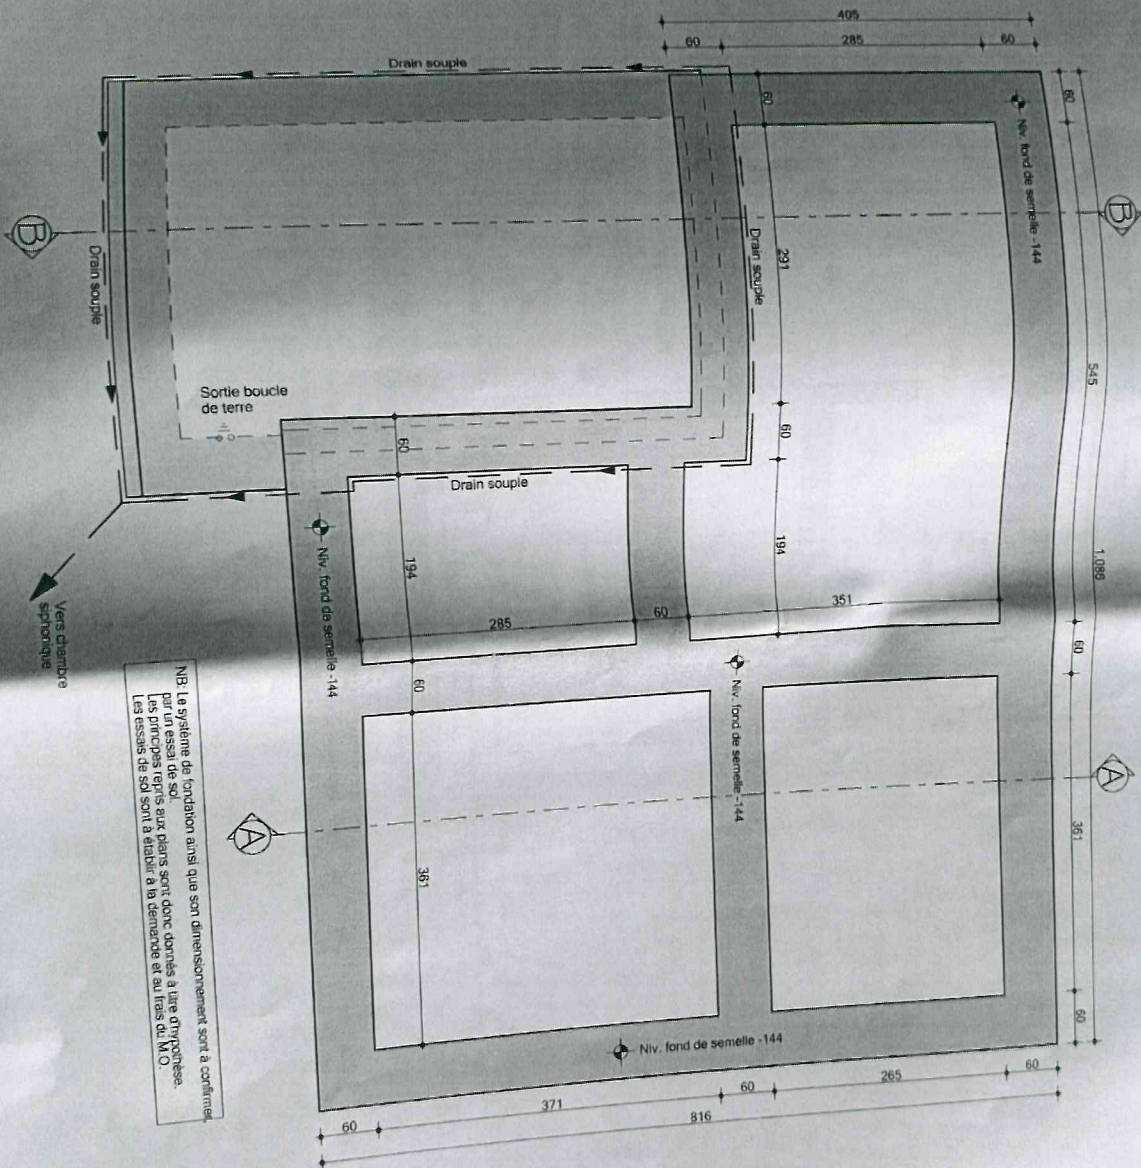 405
60
285
60
Drain souple
60
60
Niv. fond de semelle -144
B
B
Drain souple
Drain souple
291
545
1.086
Sortie boucle
de terre
60
60
Drain souple
194
194
Niv. fond de semelle -144
285
60
351
60
60
Niv. fond de semelle -144
Vers chambre
siphonique
A
A
361
361
NB: Le système de fondation ainsi que son dimensionnement sont à confirmer
par un essai de sol.
Les principes repris aux plans sont donc donnés à titre d'hypothèse.
Les essais de sol sont à établir à la demande et au frais du M.O.
60
Niv. fond de semelle -144
60
371
60
265
60
816